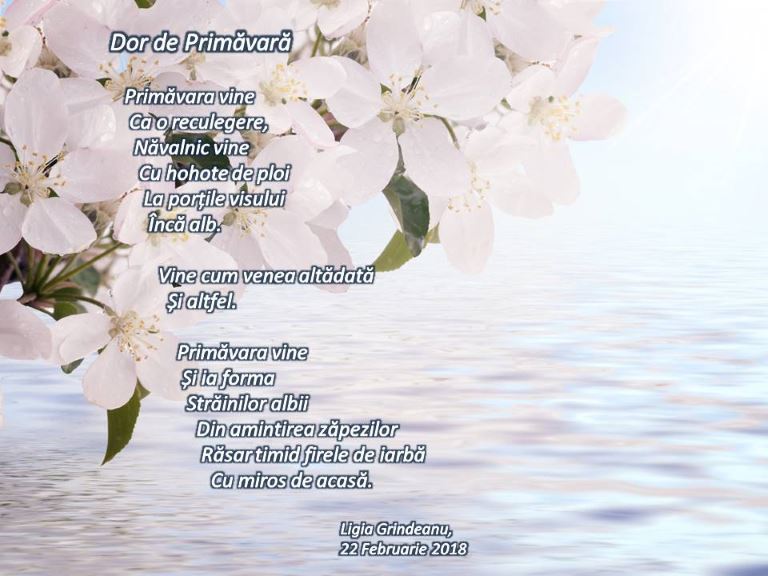 Dor de Primăvară
Primăvara vine
Ca o reculegere,
Năvalnic vine
Cu hohote de ploi
La porțile visului
Încă alb.
Vine cum venea altădată
Și altfel.
Primăvara vine
Și ia forma
Străinilor albii
Din amintirea zăpezilor
Răsar timid firele de iarbă
Cu miros de acasă.
Ligia Grindeanu,
22 Februarie 2018